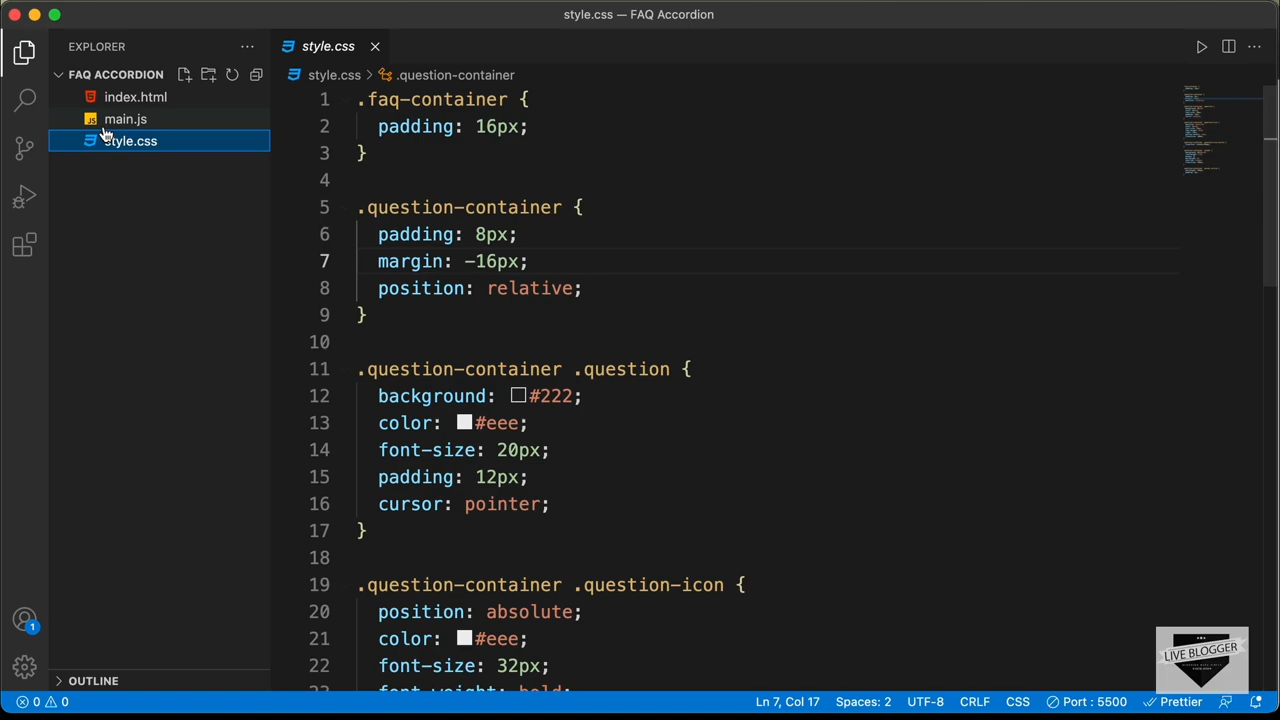 style.css — FAQ Accordion
EXPLORER
FAQ ACCORDION
index.html
JS main.js
style.css
OUTLINE
style.css
style.css > .question-container
1 .faq-container {
2 padding: 16px;
3 }
4
5 .question-container {
6 padding: 8px;
7 margin: -16px;
8 position: relative;
9 }
10
11 .question-container .question {
12 background: #222;
13 color: #eee;
14 font-size: 20px;
15 padding: 12px;
16 cursor: pointer;
17 }
18
19 .question-container .question-icon {
20 position: absolute;
21 color: #eee;
22 font-size: 32px;
23 font-weight: bold;
LIVE BLOGGER
1
0 0 Ln 7, Col 17 Spaces: 2 UTF-8 CRLF CSS Port : 5500 Prettier